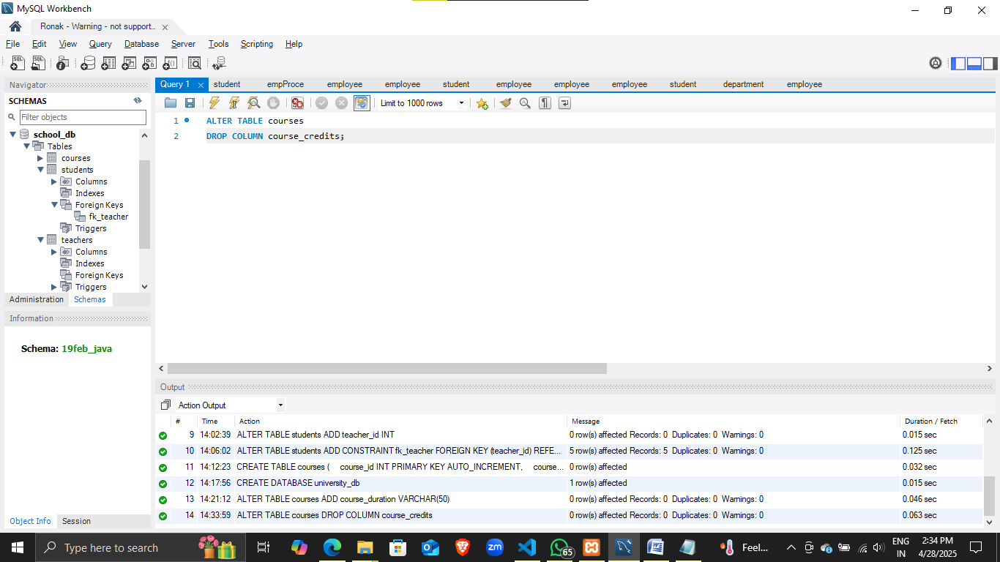 MySQL Workbench
Ronak - Warning - not support...
File Edit View Query Database Server Tools Scripting Help
Navigator
SCHEMAS
Filter objects
school_db
Tables
courses
students
Columns
Indexes
Foreign Keys
fk_teacher
Triggers
teachers
Columns
Indexes
Foreign Keys
Triggers
Administration Schemas
Information
Schema: 19feb_java
Object Info Session
Query 1 student empProce employee employee student employee employee employee student department employee
Limit to 1000 rows
1 ALTER TABLE courses
2 DROP COLUMN course_credits;
Output
Action Output
# Time Action Message Duration / Fetch
9 14:02:39 ALTER TABLE students ADD teacher_id INT 0 row(s) affected Records: 0 Duplicates: 0 Warnings: 0 0.015 sec
10 14:06:02 ALTER TABLE students ADD CONSTRAINT fk_teacher FOREIGN KEY (teacher_id) REFE... 5 row(s) affected Records: 5 Duplicates: 0 Warnings: 0 0.125 sec
11 14:12:23 CREATE TABLE courses ( course_id INT PRIMARY KEY AUTO_INCREMENT, course... 0 row(s) affected 0.032 sec
12 14:17:56 CREATE DATABASE university_db 1 row(s) affected 0.015 sec
13 14:21:12 ALTER TABLE courses ADD course_duration VARCHAR(50) 0 row(s) affected Records: 0 Duplicates: 0 Warnings: 0 0.046 sec
14 14:33:59 ALTER TABLE courses DROP COLUMN course_credits 0 row(s) affected Records: 0 Duplicates: 0 Warnings: 0 0.063 sec
Type here to search
zm
65
Feel...
ENG
IN
2:34 PM
4/28/2025